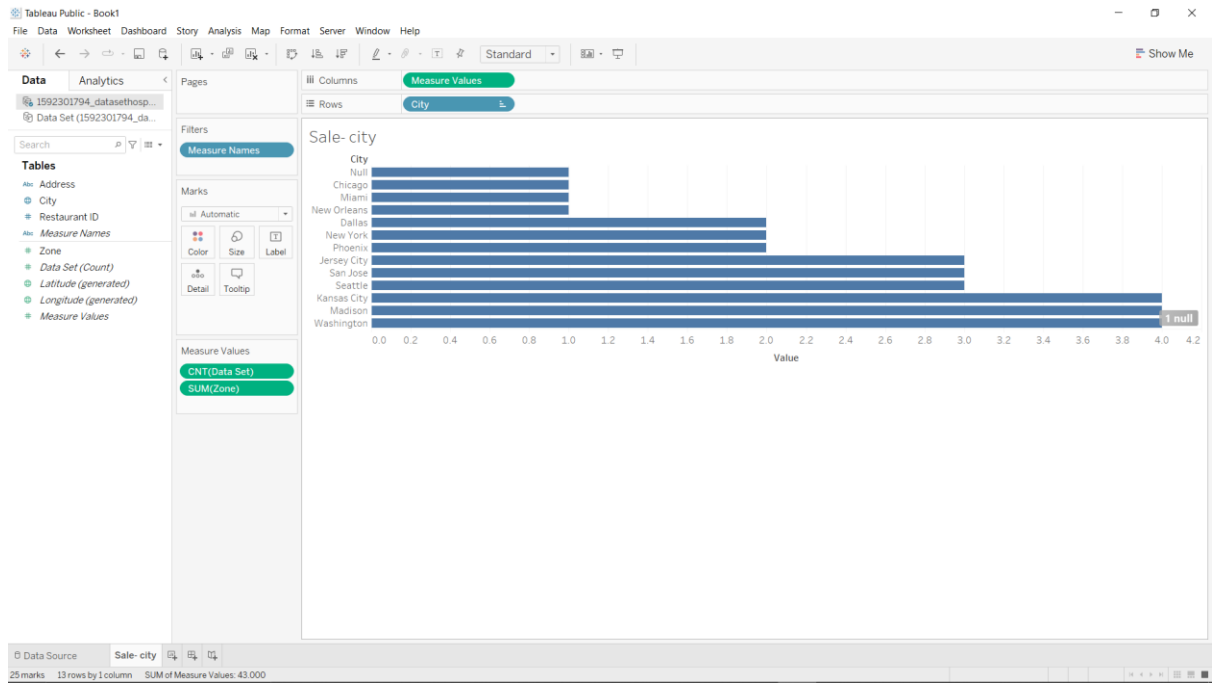 Tableau Public - Book1
File Data Worksheet Dashboard Story Analysis Map Format Server Window Help
Standard
Show Me
Data Analytics
1592301794_datasethosp...
Data Set (1592301794_da...
Search
Tables
Abc Address
City
# Restaurant ID
Abc Measure Names
# Zone
# Data Set (Count)
Latitude (generated)
Longitude (generated)
# Measure Values
Pages
Filters
Measure Names
Marks
Automatic
Color Size Label
Detail Tooltip
Measure Values
CNT(Data Set)
SUM(Zone)
Columns Measure Values
Rows City
Sale- city
City
Null
Chicago
Miami
New Orleans
Dallas
New York
Phoenix
Jersey City
San Jose
Seattle
Kansas City
Madison
Washington
1 null
0.0 0.2 0.4 0.6 0.8 1.0 1.2 1.4 1.6 1.8 2.0 2.2 2.4 2.6 2.8 3.0 3.2 3.4 3.6 3.8 4.0 4.2
Value
Data Source Sale- city
25 marks 13 rows by 1 column SUM of Measure Values: 43.000